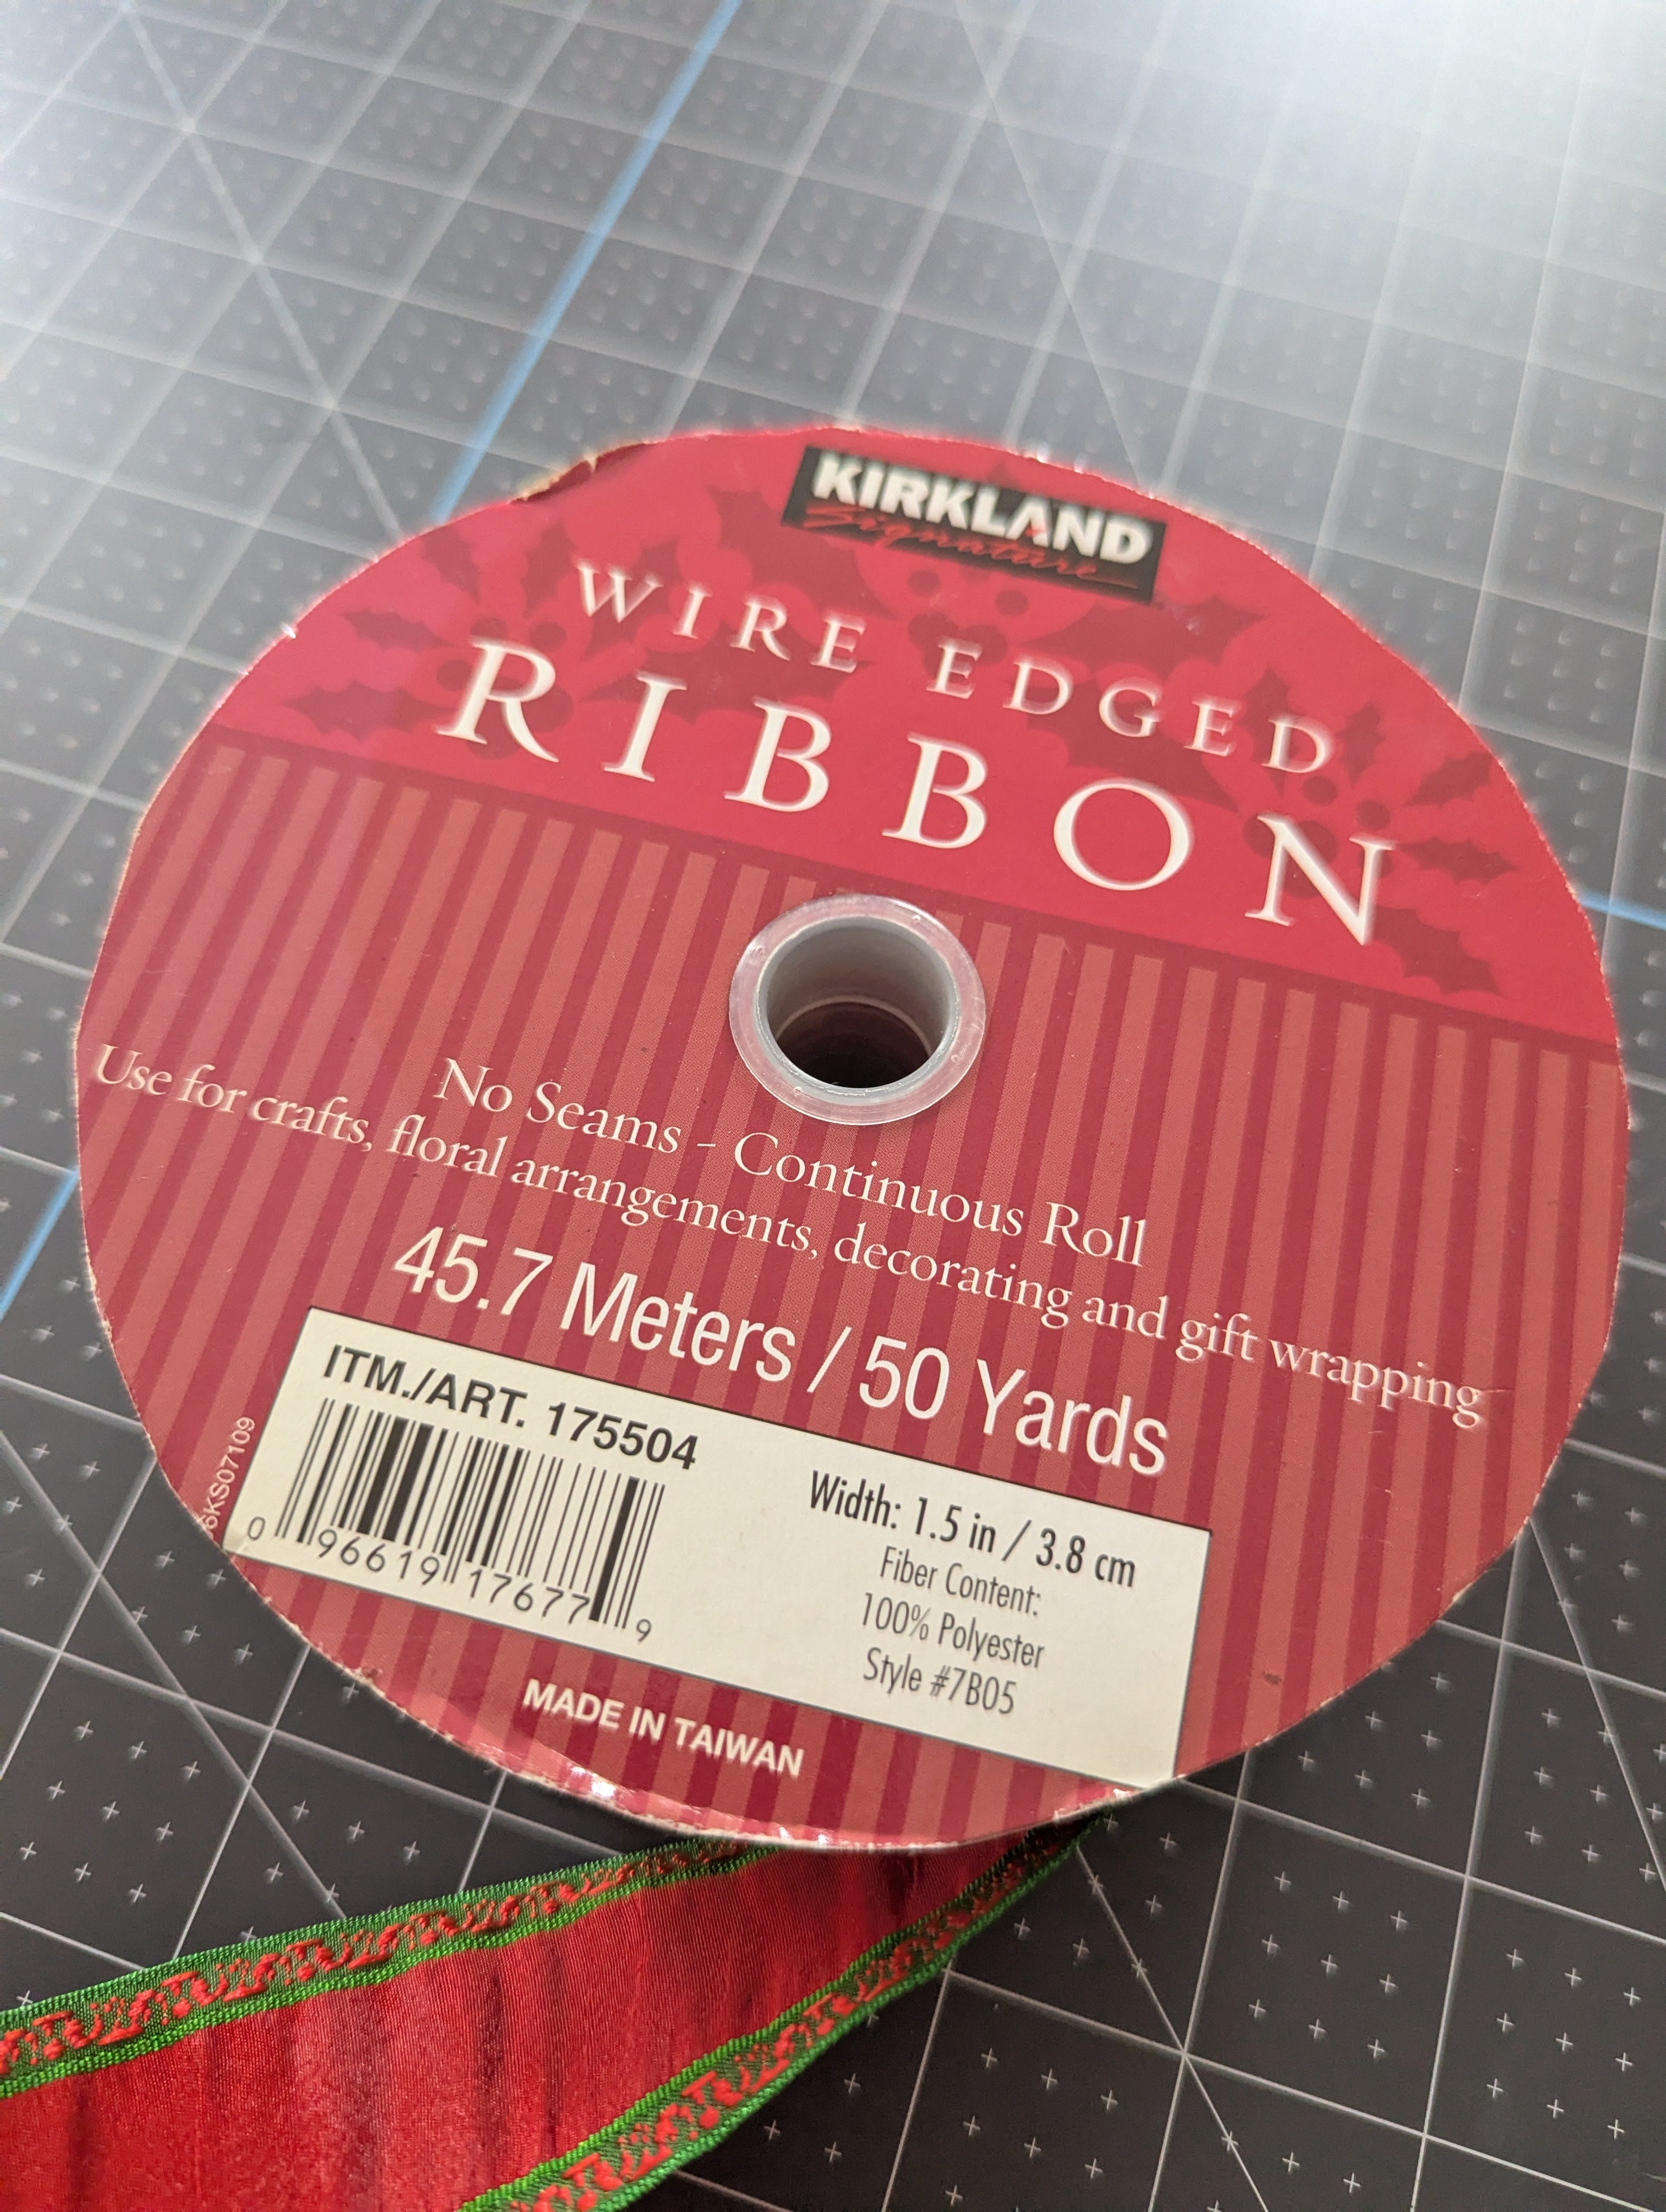 KIRKLAND
Signature
WIRE EDGED
RIBBON
No Seams - Continuous Roll
Use for crafts, floral arrangements, decorating and gift wrapping
45.7 Meters / 50 Yards
ITM./ART. 175504
0 96619 17677 9
Width: 1.5 in / 3.8 cm
Fiber Content:
100% Polyester
Style #7B05
MADE IN TAIWAN